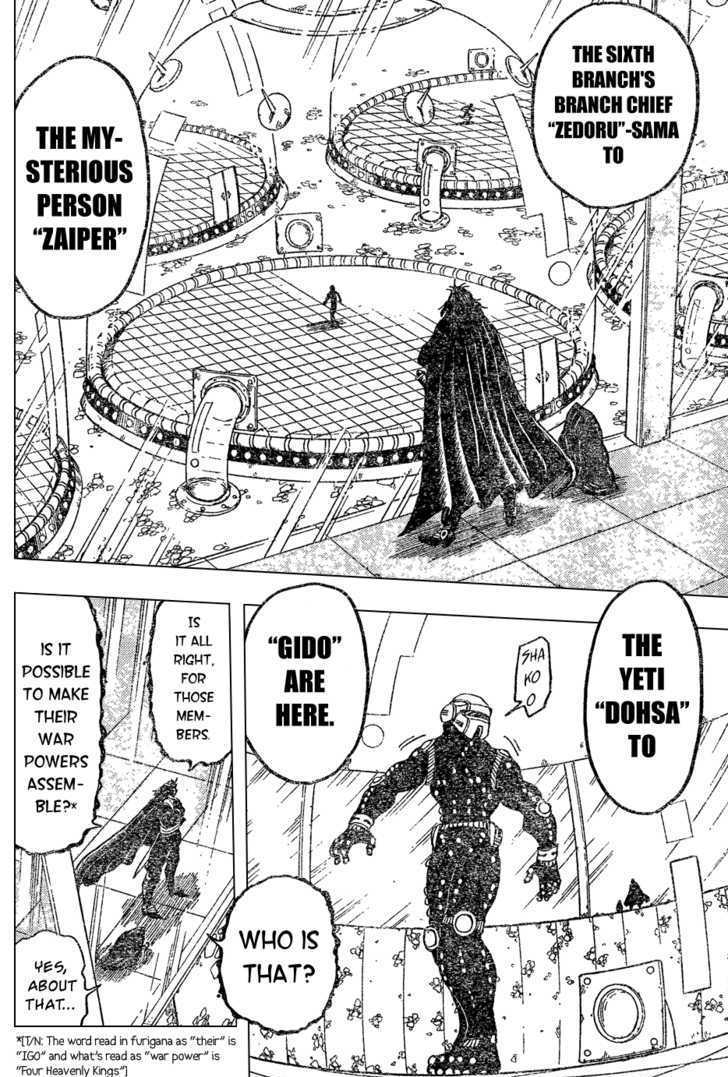 THE SIXTH
BRANCH'S
BRANCH CHIEF
"ZEDORU"-SAMA
TO
THE MY-
STERIOUS
PERSON
"ZAIPER"
THE
YETI
"DOHSA"
TO
"GIDO"
ARE
HERE.
SHA
KO
O
WHO IS
THAT?
IS
IT ALL
RIGHT,
FOR
THOSE
MEM-
BERS.
IS IT
POSSIBLE
TO MAKE
THEIR
WAR
POWERS
ASSEM-
BLE?*
YES,
ABOUT
THAT...
*[T/N: The word read in furigana as "their" is
"IGO" and what's read as "war power" is
"Four Heavenly Kings"]